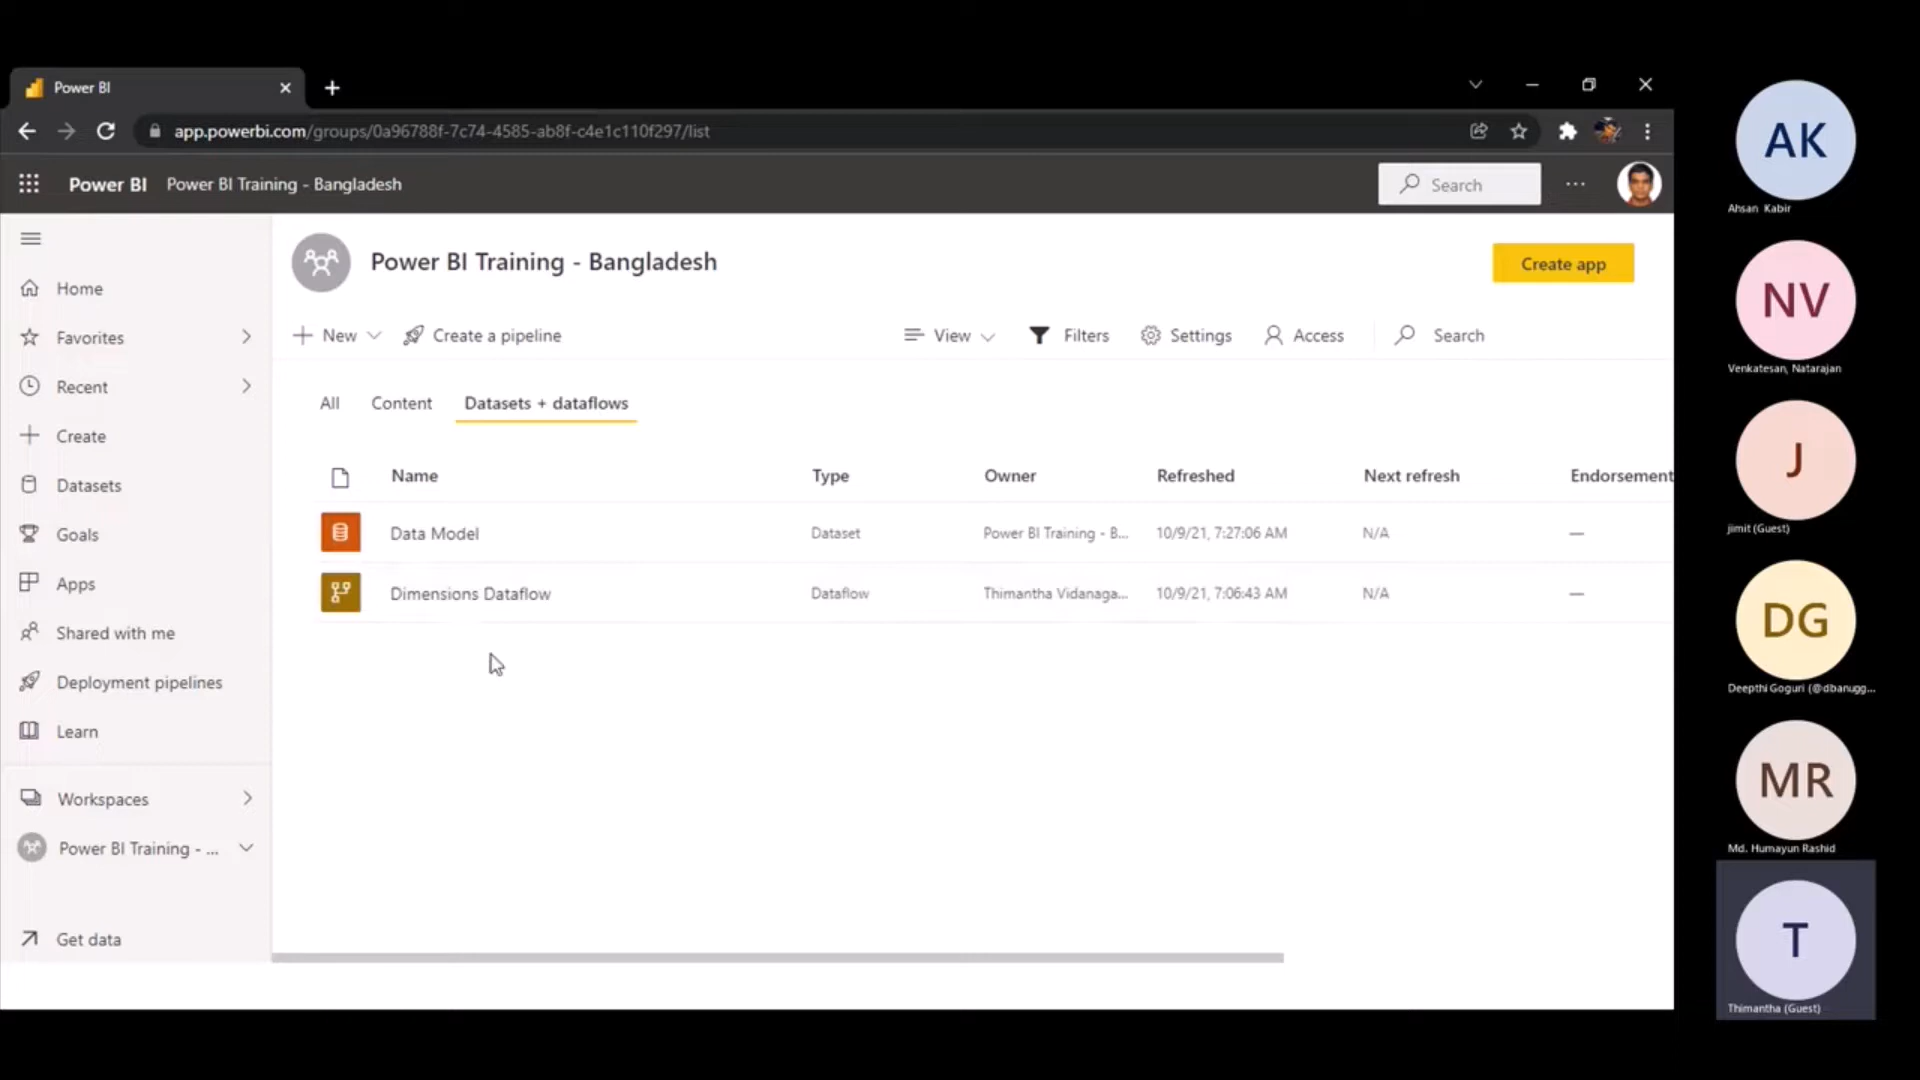 Power BI
app.powerbi.com/groups/0a96788f-7c74-4585-ab8f-c4e1c110f297/list
Power BI Power BI Training - Bangladesh Search
Power BI Training - Bangladesh Create app
New Create a pipeline View Filters Settings Access Search
All Content Datasets + dataflows
Name Type Owner Refreshed Next refresh Endorsement
Data Model Dataset Power BI Training - B... 10/9/21, 7:27:06 AM N/A —
Dimensions Dataflow Dataflow Thimantha Vidanaga... 10/9/21, 7:06:43 AM N/A —
Home
Favorites
Recent
Create
Datasets
Goals
Apps
Shared with me
Deployment pipelines
Learn
Workspaces
Power BI Training - ...
Get data
AK
Ahsan Kabir
NV
Venkatesan, Natarajan
J
jimit (Guest)
DG
Deepthi Goguri (@dbanugg...
MR
Md. Humayun Rashid
T
Thimantha (Guest)